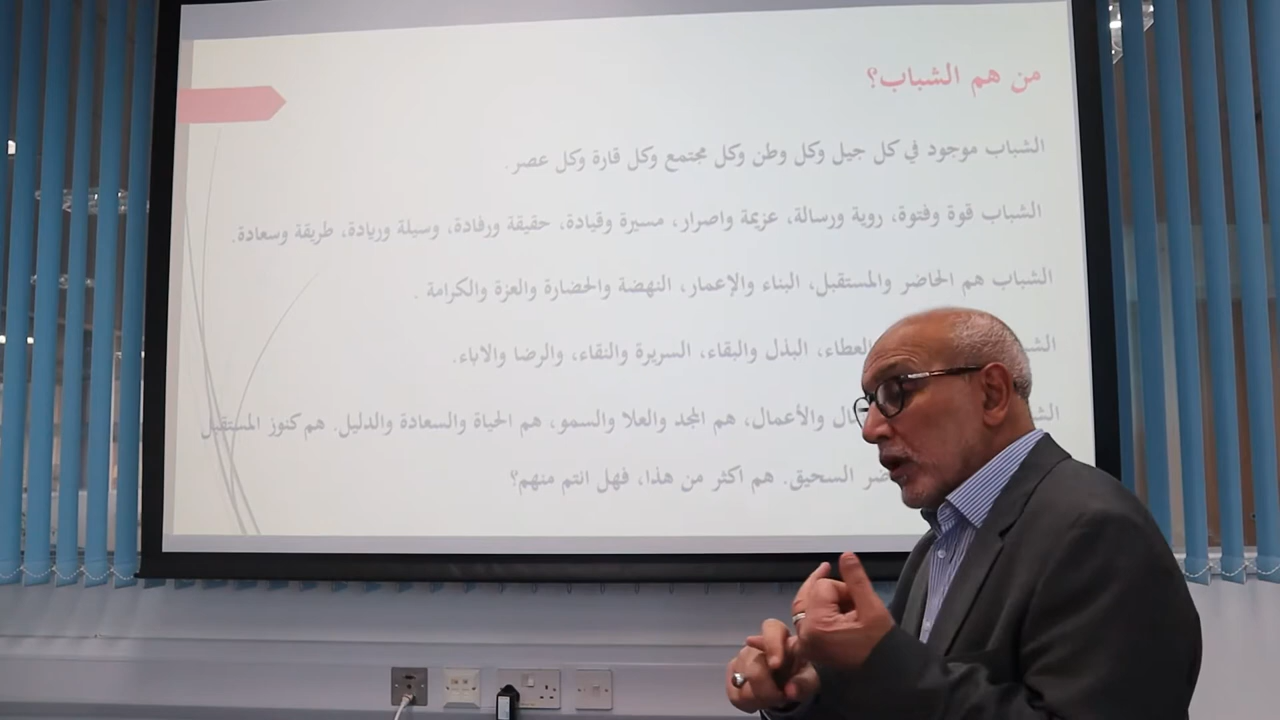 من هم الشباب؟
الشباب موجود في كل جيل وكل وطن وكل مجتمع وكل قارة وكل عصر.
الشباب قوة وفتوة، روية ورسالة، عزيمة واصرار، مسيرة وقيادة، حقيقة ورفادة، وسيلة وريادة، طريقة وسعادة.
الشباب هم الحاضر والمستقبل، البناء والإعمار، النهضة والحضارة والعزة والكرامة .
العطاء، البذل والبقاء، السريرة والنقاء، والرضا والاباء.
والأعمال، هم المجد والعلا والسمو، هم الحياة والسعادة والدليل. هم كنوز المستقبل
السحيق. هم اكثر من هذا، فهل انتم منهم؟